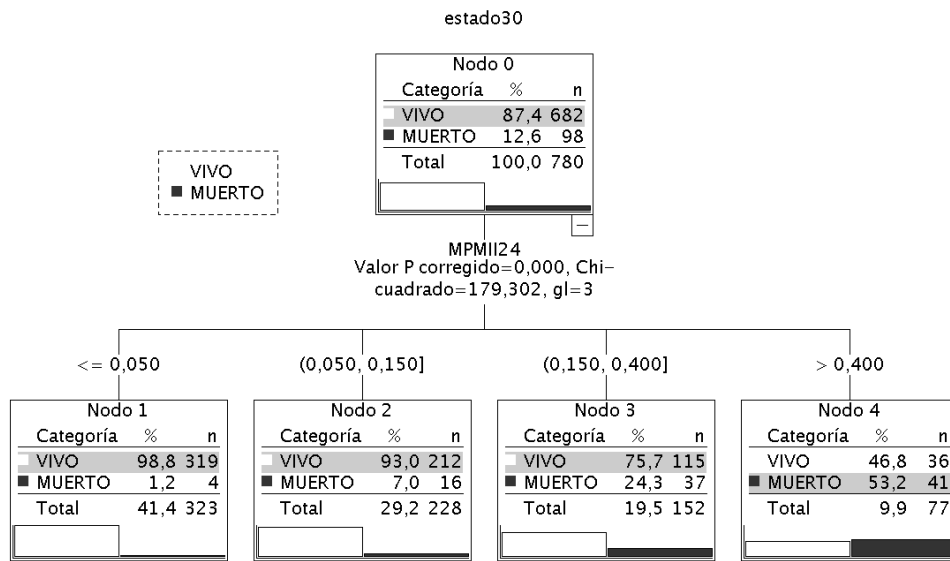 estado30
Nodo 0
Categoría % n
VIVO 87,4 682
MUERTO 12,6 98
Total 100,0 780
VIVO
MUERTO
MPMII24
Valor P corregido=0,000, Chi-
cuadrado=179,302, gl=3
<= 0,050
(0,050, 0,150]
(0,150, 0,400]
> 0,400
Nodo 1
Categoría % n
VIVO 98,8 319
MUERTO 1,2 4
Total 41,4 323
Nodo 2
Categoría % n
VIVO 93,0 212
MUERTO 7,0 16
Total 29,2 228
Nodo 3
Categoría % n
VIVO 75,7 115
MUERTO 24,3 37
Total 19,5 152
Nodo 4
Categoría % n
VIVO 46,8 36
MUERTO 53,2 41
Total 9,9 77